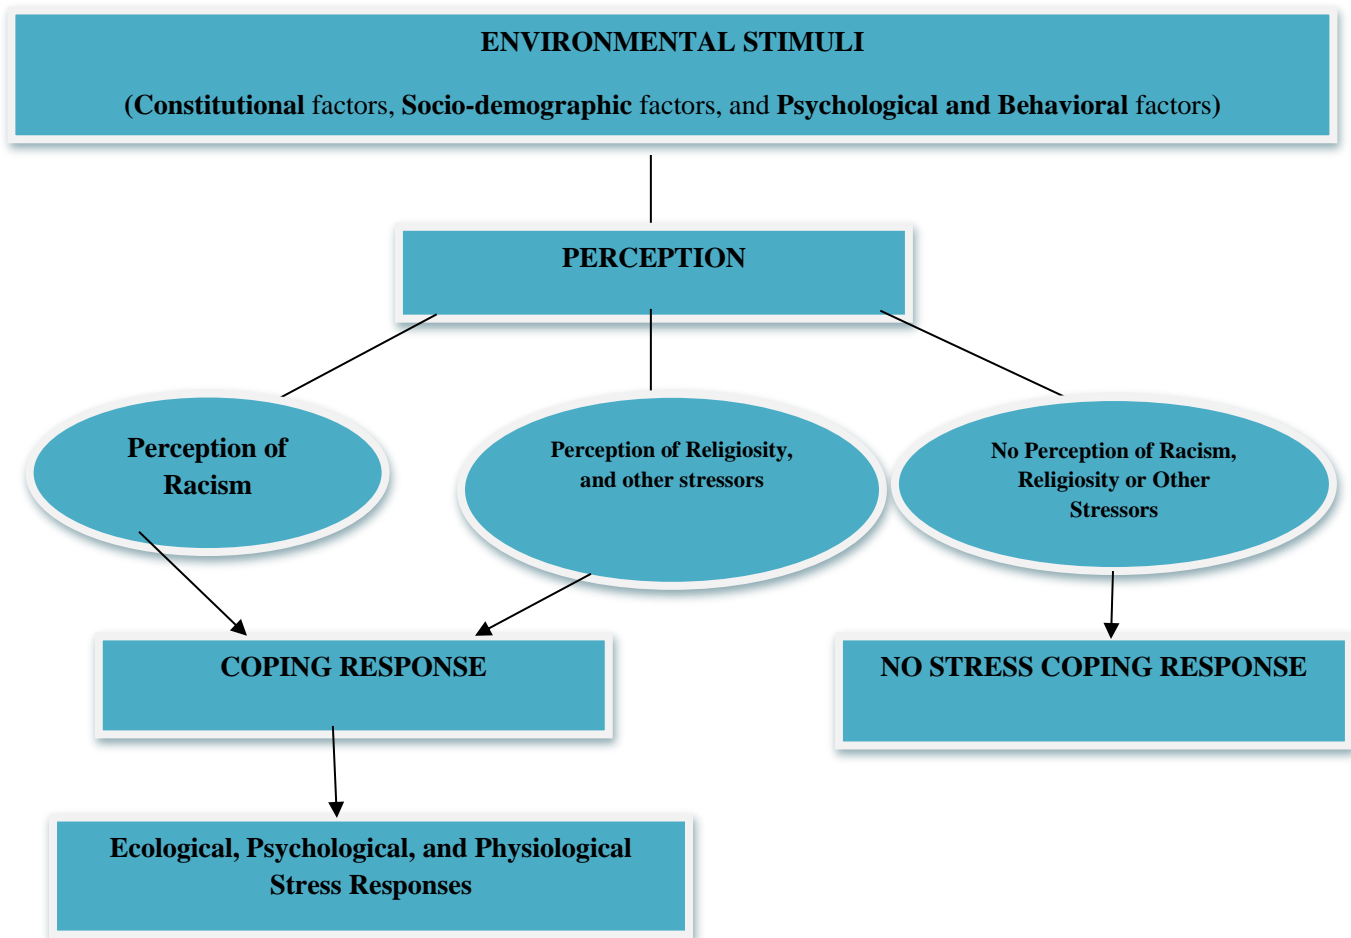 ENVIRONMENTAL STIMULI
(Constitutional factors, Socio-demographic factors, and Psychological and Behavioral factors)
PERCEPTION
Perception of
Racism
Perception of Religiosity,
and other stressors
No Perception of Racism,
Religiosity or Other
Stressors
COPING RESPONSE
NO STRESS COPING RESPONSE
Ecological, Psychological, and Physiological
Stress Responses